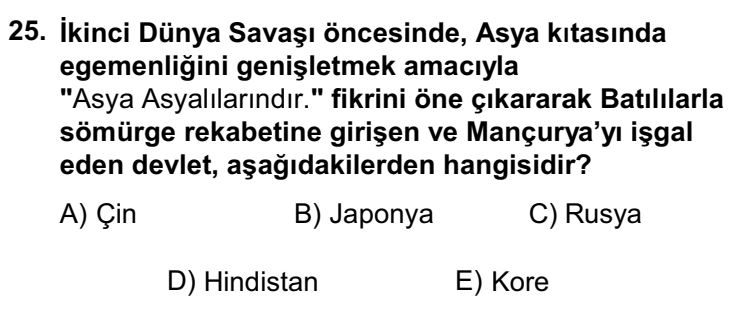 25. İkinci Dünya Savaşı öncesinde, Asya kıtasında
egemenliğini genişletmek amacıyla
"Asya Asyalılarındır." fikrini öne çıkararak Batılılarla
sömürge rekabetine girişen ve Mançurya’yı işgal
eden devlet, aşağıdakilerden hangisidir?
A) Çin B) Japonya C) Rusya
D) Hindistan E) Kore